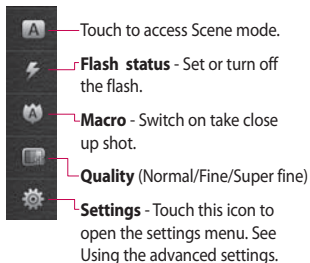 A
Touch to access Scene mode.
Flash status - Set or turn off
the flash.
Macro - Switch on take close
up shot.
Quality (Normal/Fine/Super fine)
Settings - Touch this icon to
open the settings menu. See
Using the advanced settings.